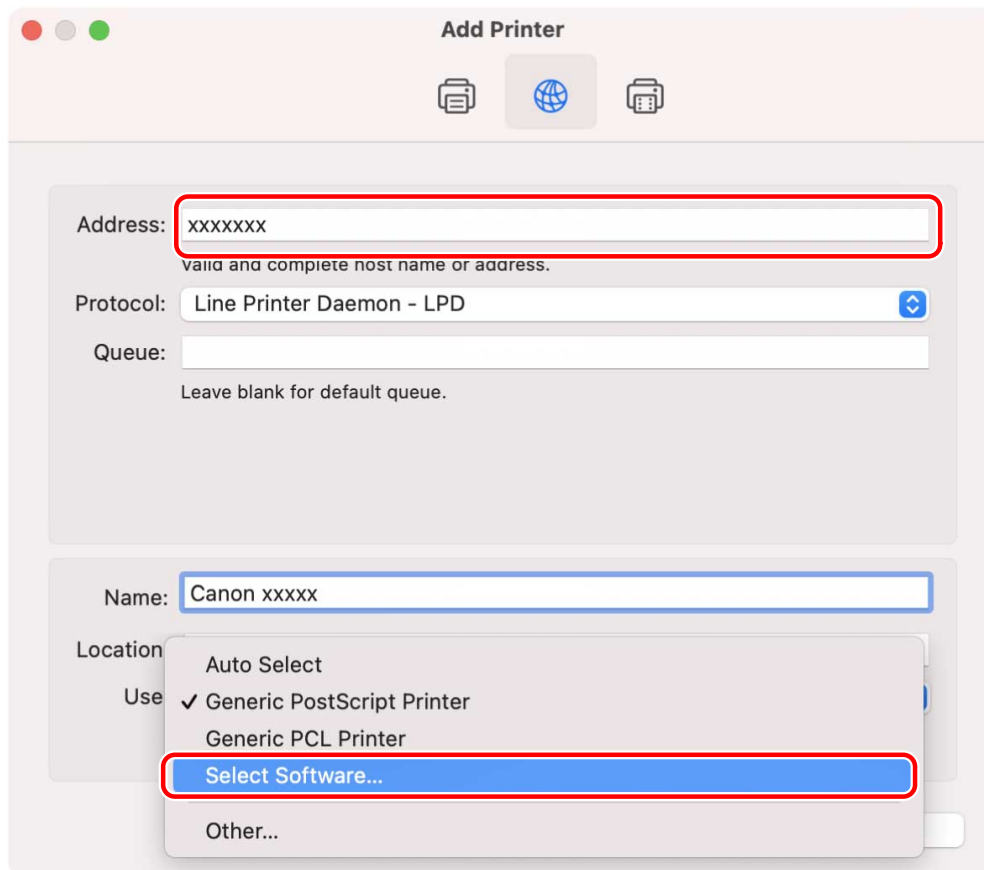 Add Printer
Address: xxxxxxx
Valid and complete host name or address.
Protocol: Line Printer Daemon - LPD
Queue:
Leave blank for default queue.
Name: Canon xxxxx
Location
Use
Auto Select
✓ Generic PostScript Printer
Generic PCL Printer
Select Software...
Other...